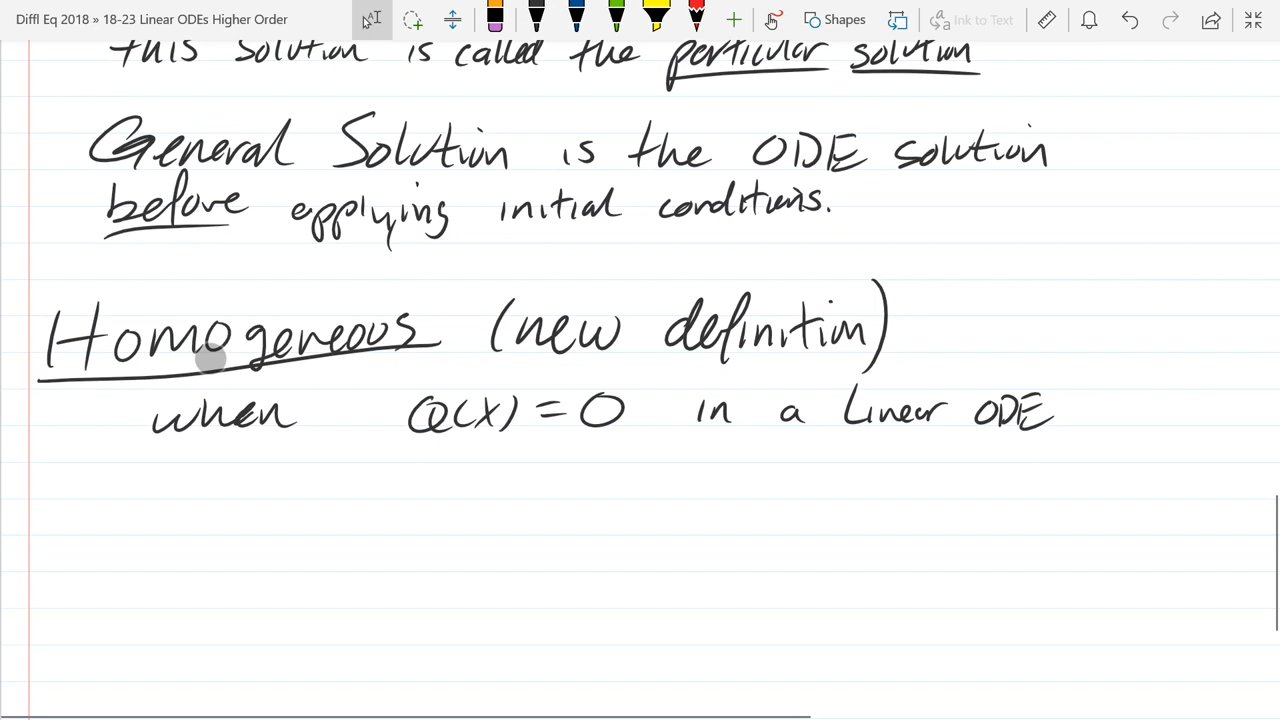 Diffl Eq 2018 » 18-23 Linear ODEs Higher Order
Shapes
Ink to Text
this solution is called the particular solution
General Solution is the ODE solution
before applying initial conditions.
Homogeneous (new definition)
when Q(x) = 0 in a Linear ODE